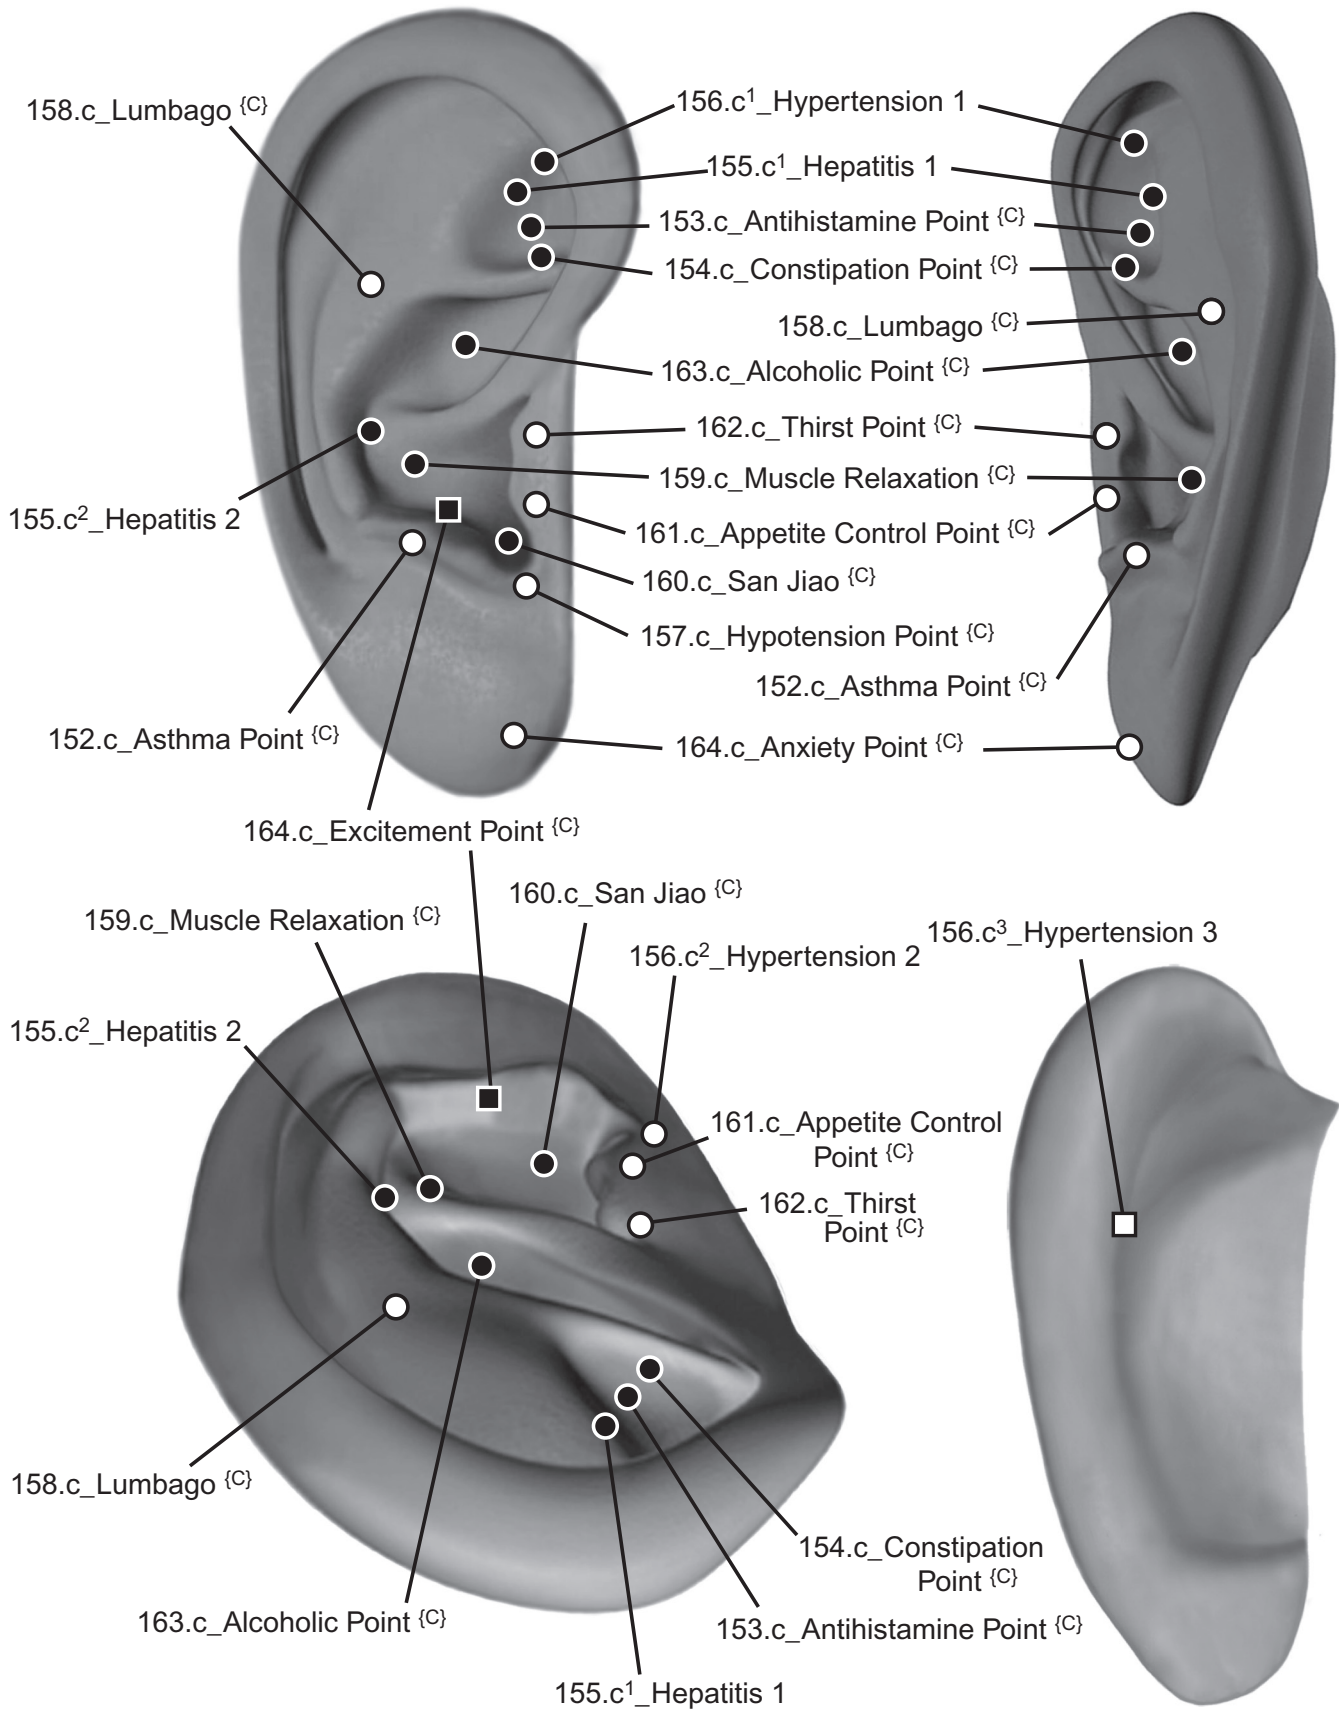 158.c_Lumbago {C}
156.c1_Hypertension 1
155.c1_Hepatitis 1
153.c_Antihistamine Point {C}
154.c_Constipation Point {C}
158.c_Lumbago {C}
163.c_Alcoholic Point {C}
162.c_Thirst Point {C}
159.c_Muscle Relaxation {C}
155.c2_Hepatitis 2
161.c_Appetite Control Point {C}
160.c_San Jiao {C}
157.c_Hypotension Point {C}
152.c_Asthma Point {C}
152.c_Asthma Point {C}
164.c_Anxiety Point {C}
164.c_Excitement Point {C}
160.c_San Jiao {C}
159.c_Muscle Relaxation {C}
156.c2_Hypertension 2
156.c3_Hypertension 3
155.c2_Hepatitis 2
161.c_Appetite Control
Point {C}
162.c_Thirst
Point {C}
158.c_Lumbago {C}
154.c_Constipation
Point {C}
163.c_Alcoholic Point {C}
153.c_Antihistamine Point {C}
155.c1_Hepatitis 1